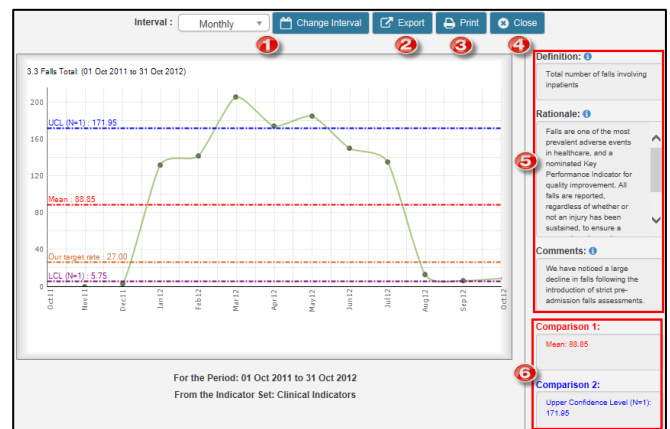 Interval : Monthly Change Interval Export Print Close
1 2 3 4
3.3 Falls Total: (01 Oct 2011 to 31 Oct 2012)
200
UCL (N=1) : 171.95
160
120
Mean : 88.85
80
40
Our target rate : 27.00
LCL (N=1) : 5.75
0
Oct11 Nov11 Dec11 Jan12 Feb12 Mar12 Apr12 May12 Jun12 Jul12 Aug12 Sep12 Oct12
For the Period: 01 Oct 2011 to 31 Oct 2012
From the Indicator Set: Clinical Indicators
Definition:
Total number of falls involving
inpatients
Rationale:
5
Falls are one of the most
prevalent adverse events
in healthcare, and a
nominated Key
Performance Indicator for
quality improvement. All
falls are reported,
regardless of whether or
not an injury has been
sustained, to ensure a
Comments:
We have noticed a large
decline in falls following the
introduction of strict pre-
admission falls assessments.
Comparison 1:
Mean: 88.85
6
Comparison 2:
Upper Confidence Level (N=1):
171.95